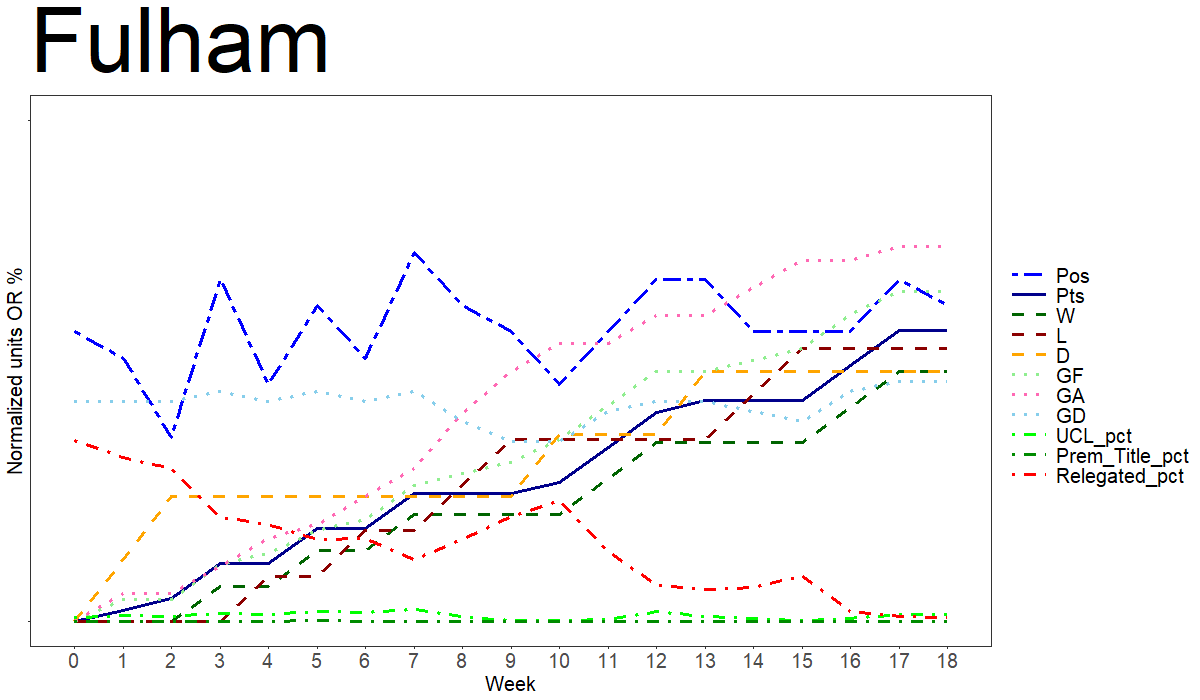 Fulham
Normalized units OR %
0 1 2 3 4 5 6 7 8 9 10 11 12 13 14 15 16 17 18
Week
Pos
Pts
W
L
D
GF
GA
GD
UCL_pct
Prem_Title_pct
Relegated_pct